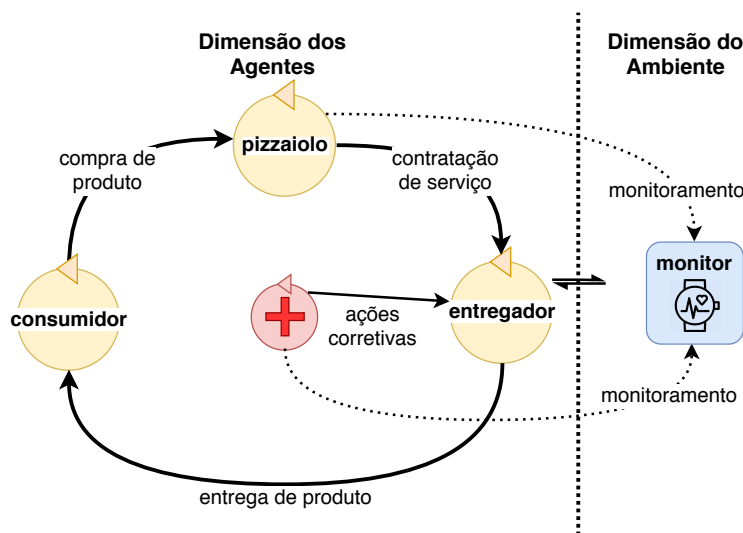 Dimensão dos
Agentes
Dimensão do
Ambiente
pizzaiolo
compra de
produto
contratação
de serviço
monitoramento
monitor
consumidor
entregador
ações
corretivas
monitoramento
entrega de produto